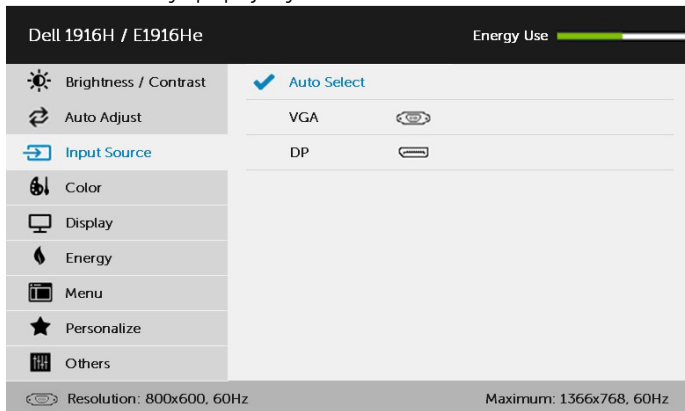 Dell 1916H / E1916He
Energy Use
Brightness / Contrast
Auto Select
Auto Adjust
VGA
Input Source
DP
Color
Display
Energy
Menu
Personalize
Others
Resolution: 800x600, 60Hz
Maximum: 1366x768, 60Hz